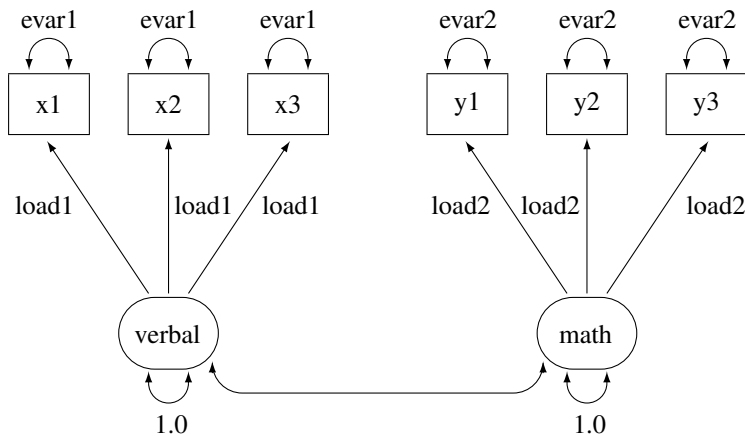 evar1 evar1 evar1 evar2 evar2 evar2
x1 x2 x3 y1 y2 y3
load1 load1 load1 load2 load2 load2
verbal math
1.0 1.0